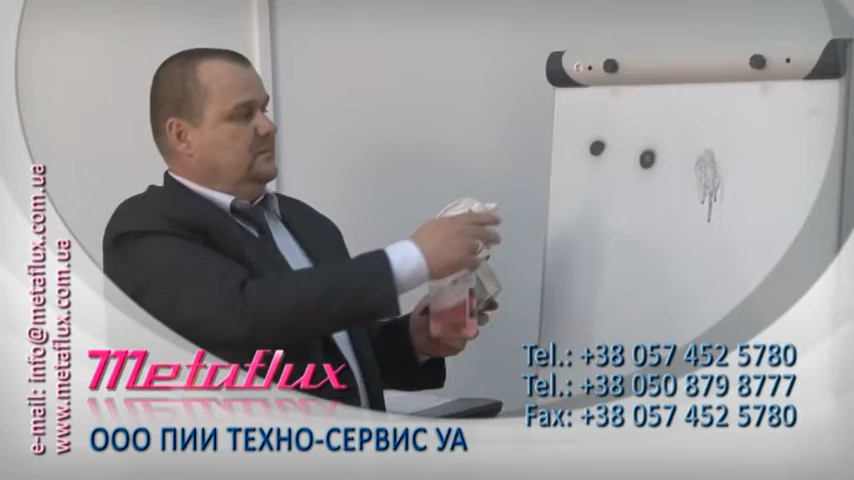 e-mail: info@metaflux.com.ua
www.metaflux.com.ua
Metaflux
ООО ПИИ ТЕХНО-СЕРВИС УА
Tel.: +38 057 452 5780
Tel.: +38 050 879 8777
Fax: +38 057 452 5780